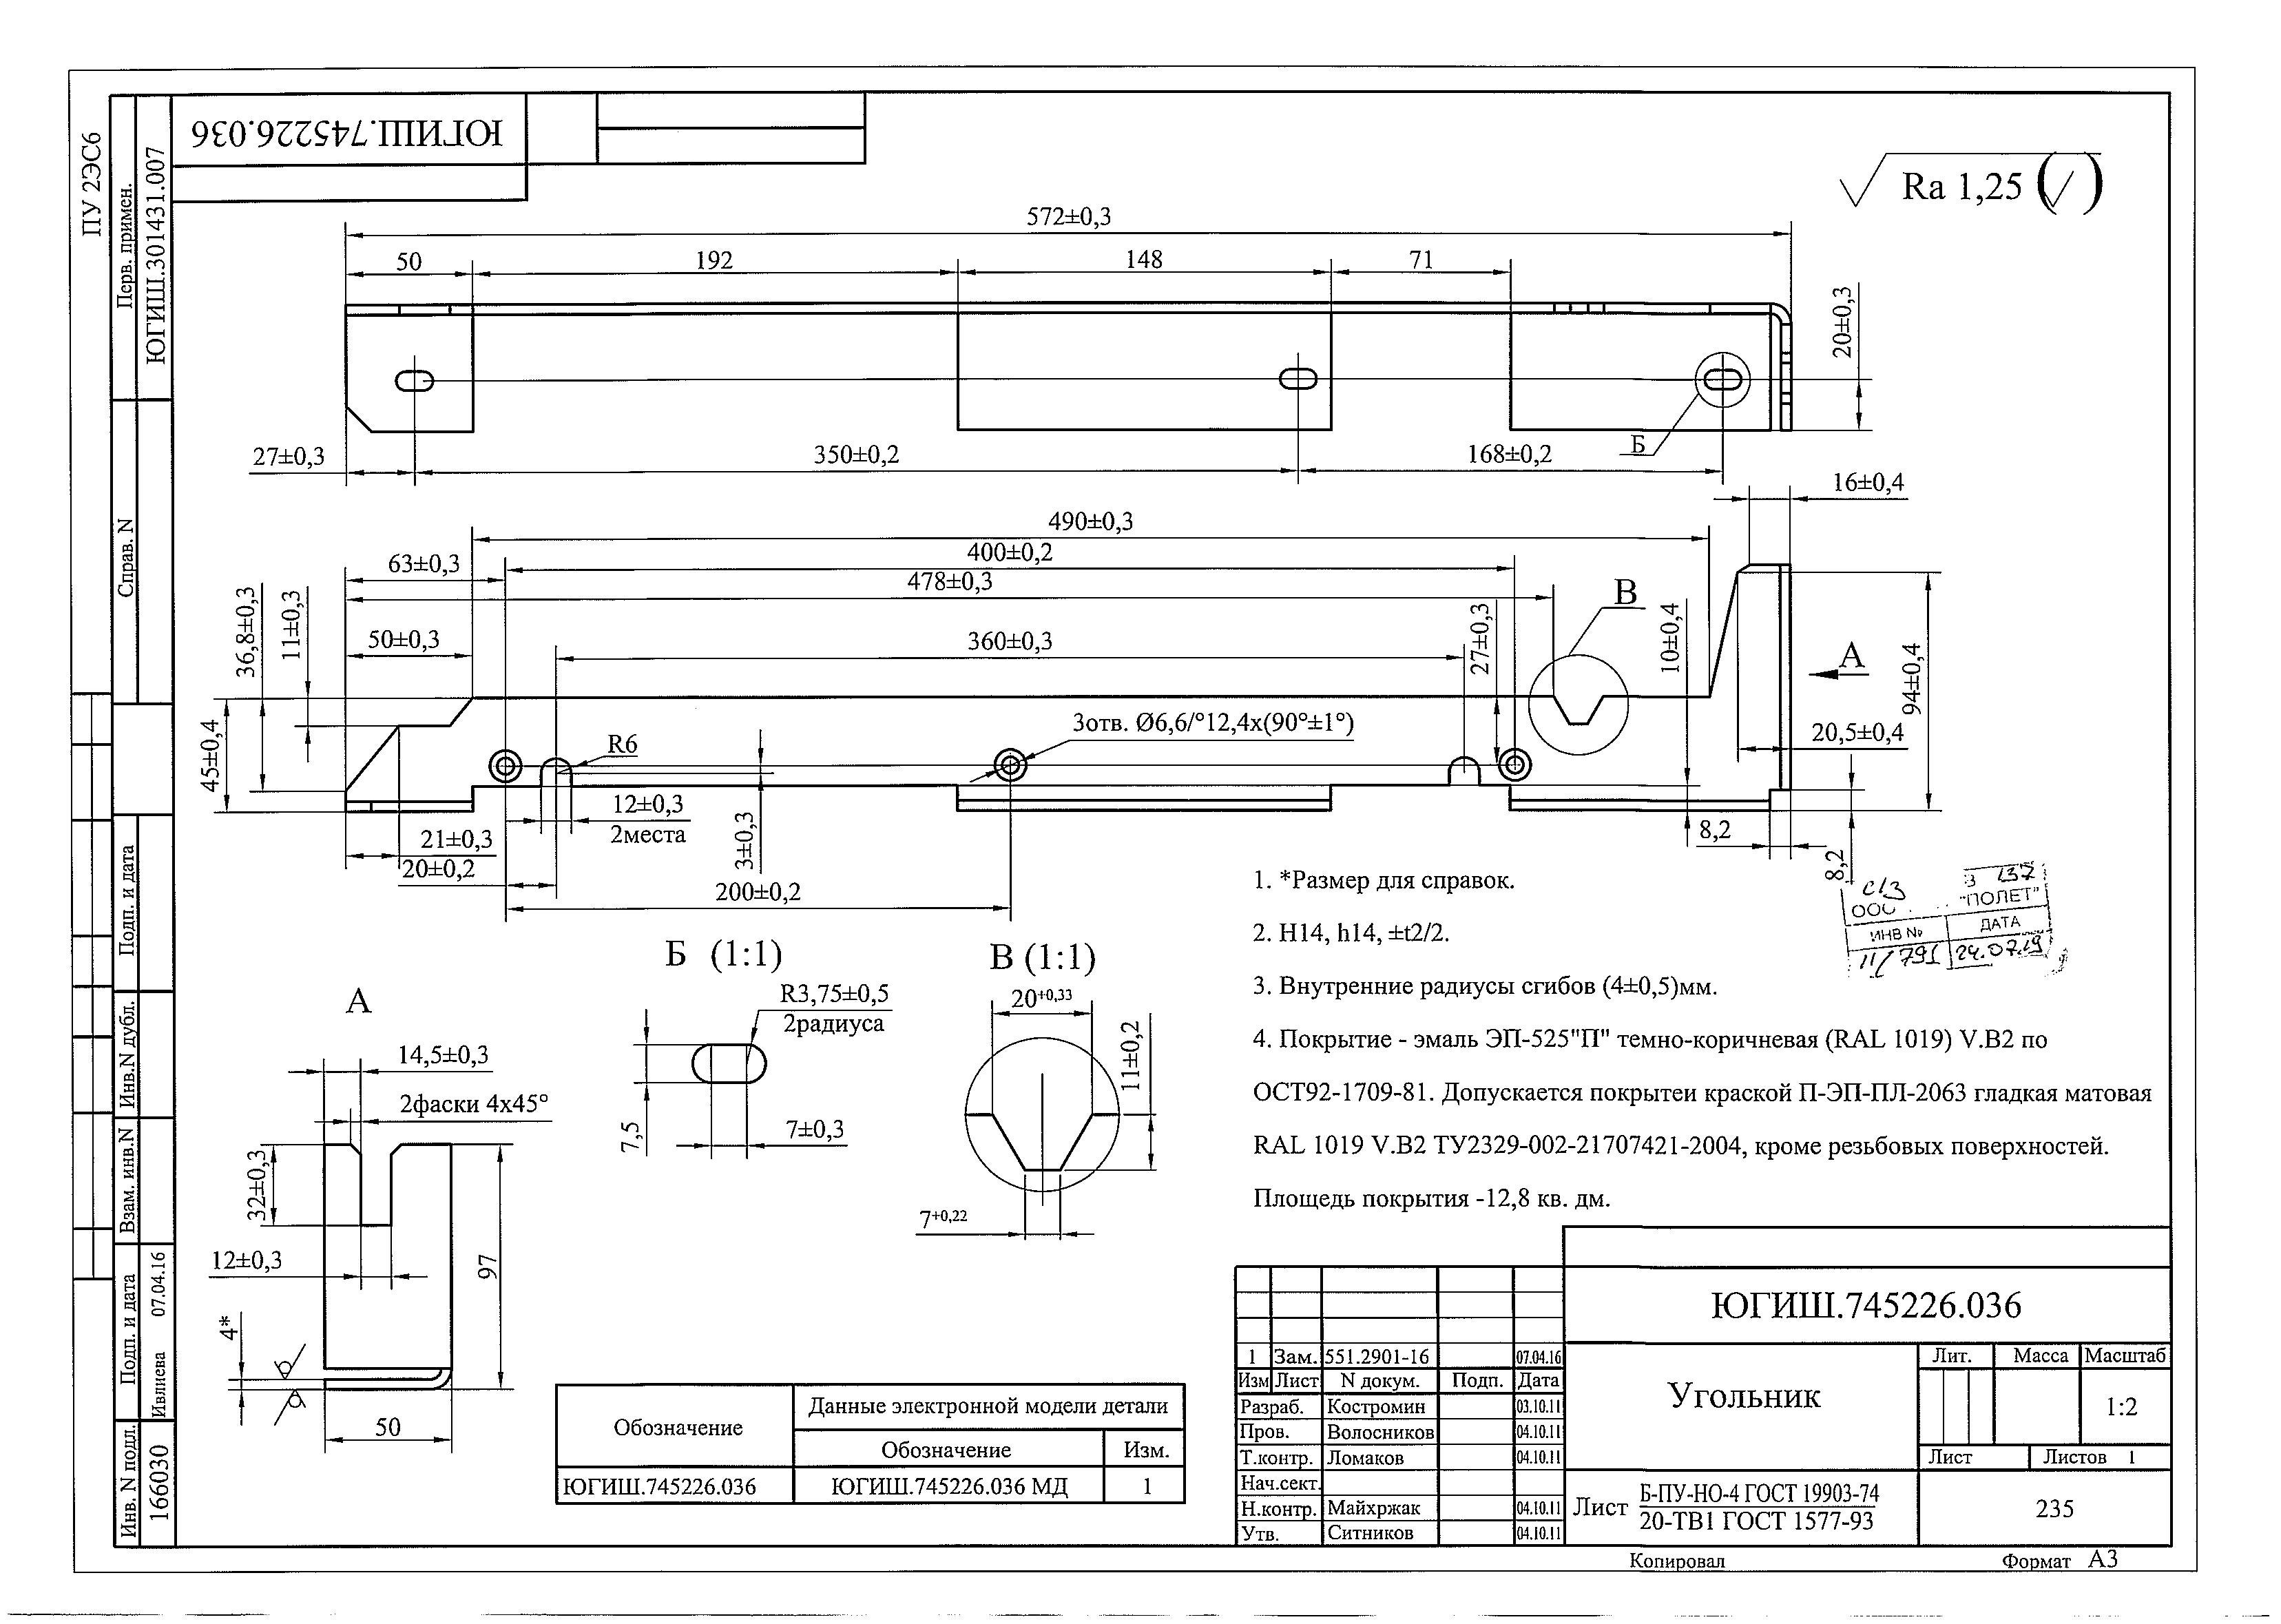 ПУ 2ЭС6
Перв. примен.
ЮГИШ.301431.007
ЮГИШ.745226.036
Справ. N
Подп. и дата
Инв.N дубл.
Взам. инв.N
Подп. и дата
Ивлиева 07.04.16
Инв. N подл.
166030
Ra 1,25 (√)
572±0,3
50
192
148
71
20±0,3
27±0,3
350±0,2
168±0,2
Б
16±0,4
490±0,3
400±0,2
63±0,3
478±0,3
36,8±0,3
11±0,3
50±0,3
360±0,3
27±0,3
В
10±0,4
А
94±0,4
45±0,4
R6
3отв. Ø6,6/°12,4х(90°±1°)
20,5±0,4
12±0,3
2места
3±0,3
21±0,3
20±0,2
200±0,2
8,2
8,2
А
14,5±0,3
2фаски 4х45°
32±0,3
12±0,3
97
4*
50
Б (1:1)
R3,75±0,5
2радиуса
7,5
7±0,3
В (1:1)
20+0,33
11±0,2
7+0,22
1. *Размер для справок.
2. H14, h14, ±t2/2.
3. Внутренние радиусы сгибов (4±0,5)мм.
4. Покрытие - эмаль ЭП-525"П" темно-коричневая (RAL 1019) V.B2 по
ОСТ92-1709-81. Допускается покрытеи краской П-ЭП-ПЛ-2063 гладкая матовая
RAL 1019 V.B2 ТУ2329-002-21707421-2004, кроме резьбовых поверхностей.
Площедь покрытия -12,8 кв. дм.
ООО "ПОЛЕТ"
ИНВ № ДАТА
11/791 24.07.19
Обозначение
Данные электронной модели детали
Обозначение Изм.
ЮГИШ.745226.036 ЮГИШ.745226.036 МД 1
ЮГИШ.745226.036
1 Зам. 551.2901-16 07.04.16
Изм Лист N докум. Подп. Дата
Разраб. Костромин 03.10.11
Пров. Волосников 04.10.11
Т.контр. Ломаков 04.10.11
Нач.сект.
Н.контр. Майхржак 04.10.11
Утв. Ситников 04.10.11
Угольник
Лит. Масса Масштаб
1:2
Лист Листов 1
Лист Б-ПУ-НО-4 ГОСТ 19903-74
20-ТВ1 ГОСТ 1577-93
235
Копировал Формат А3